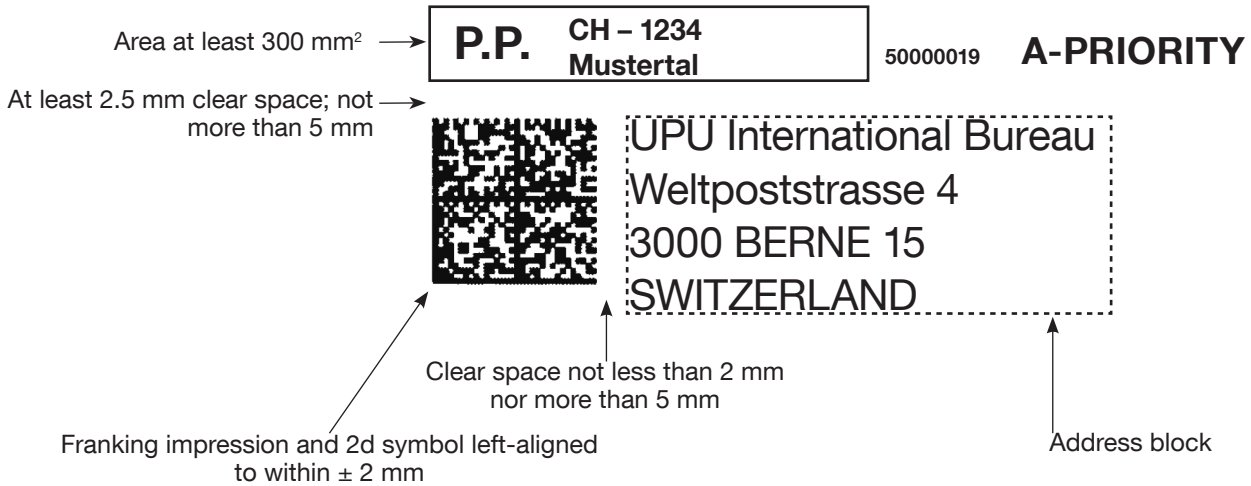 Area at least 300 mm²
P.P.
CH – 1234
Mustertal
50000019
A-PRIORITY
At least 2.5 mm clear space; not
more than 5 mm
UPU International Bureau
Weltpoststrasse 4
3000 BERNE 15
SWITZERLAND
Clear space not less than 2 mm
nor more than 5 mm
Franking impression and 2d symbol left-aligned
to within ± 2 mm
Address block